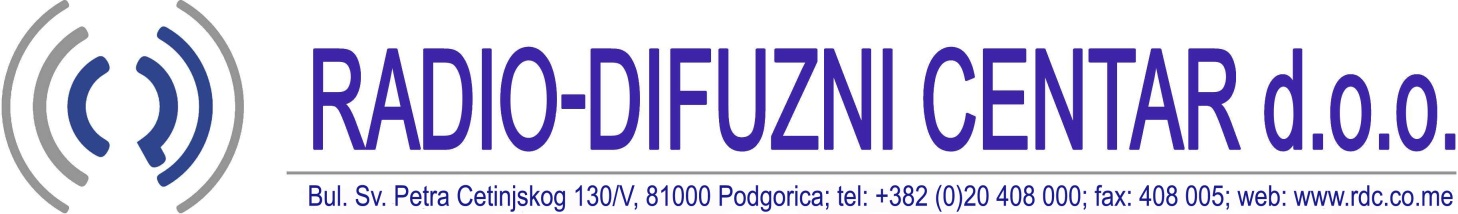 RADIO-DIFUZNI CENTAR d.o.o.
Bul. Sv. Petra Cetinjskog 130/V, 81000 Podgorica; tel: +382 (0)20 408 000; fax: 408 005; web: www.rdc.co.me